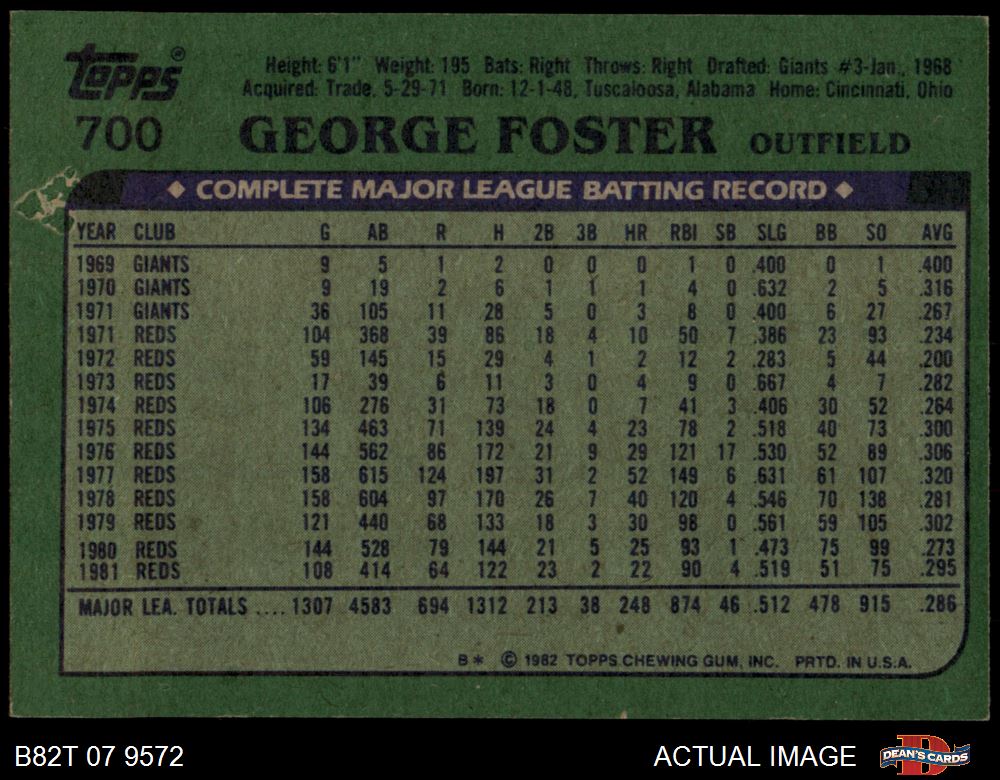 Topps®
Height: 6'1" Weight: 195 Bats: Right Throws: Right Drafted: Giants #3-Jan., 1968
Acquired: Trade, 5-29-71 Born: 12-1-48, Tuscaloosa, Alabama Home: Cincinnati, Ohio
700 GEORGE FOSTER OUTFIELD
◆ COMPLETE MAJOR LEAGUE BATTING RECORD ◆
YEAR CLUB G AB R H 2B 3B HR RBI SB SLG BB SO AVG
1969 GIANTS 9 5 1 2 0 0 0 1 0 .400 0 1 .400
1970 GIANTS 9 19 2 6 1 1 1 4 0 .632 2 5 .316
1971 GIANTS 36 105 11 28 5 0 3 8 0 .400 6 27 .267
1971 REDS 104 368 39 86 18 4 10 50 7 .386 23 93 .234
1972 REDS 59 145 15 29 4 1 2 12 2 .283 5 44 .200
1973 REDS 17 39 6 11 3 0 4 9 0 .667 4 7 .282
1974 REDS 106 276 31 73 18 0 7 41 3 .406 30 52 .264
1975 REDS 134 463 71 139 24 4 23 78 2 .518 40 73 .300
1976 REDS 144 562 86 172 21 9 29 121 17 .530 52 89 .306
1977 REDS 158 615 124 197 31 2 52 149 6 .631 61 107 .320
1978 REDS 158 604 97 170 26 7 40 120 4 .546 70 138 .281
1979 REDS 121 440 68 133 18 3 30 98 0 .561 59 105 .302
1980 REDS 144 528 79 144 21 5 25 93 1 .473 75 99 .273
1981 REDS 108 414 64 122 23 2 22 90 4 .519 51 75 .295
MAJOR LEA. TOTALS .... 1307 4583 694 1312 213 38 248 874 46 .512 478 915 .286
B* © 1982 TOPPS CHEWING GUM, INC. PRTD. IN U.S.A.
B82T 07 9572 ACTUAL IMAGE DEAN'S CARDS